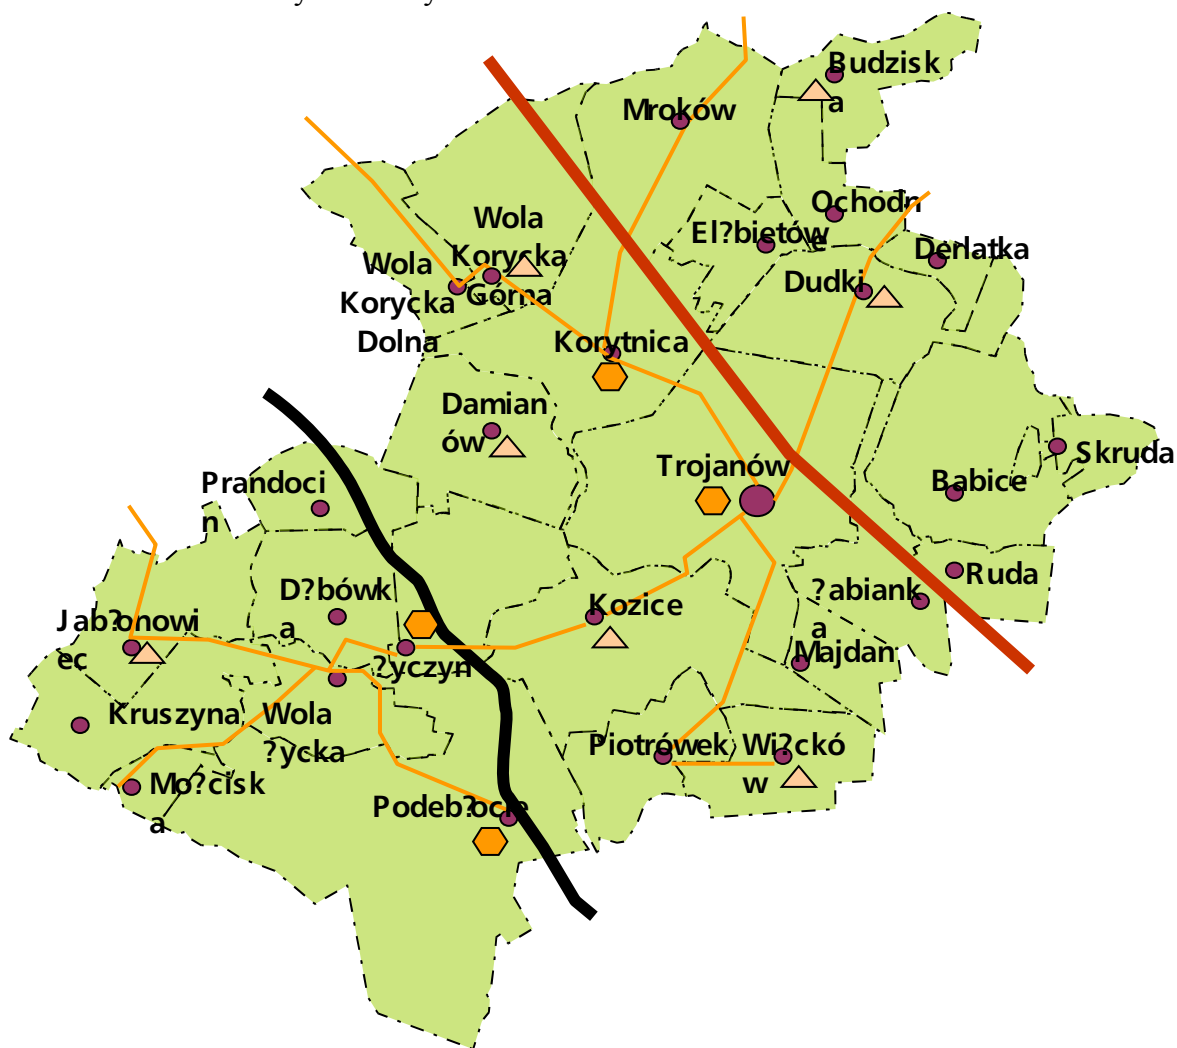 Budzisk
a
Mroków
Ochodn
e
Wola
Korycka
Górna
El?bietów
Derlatka
Wola
Korycka
Dolna
Dudki
Korytnica
Damian
ów
Skruda
Trojanów
Babice
Prandoci
n
Ruda
D?bówk
a
?abiank
a
Kozice
Jab?onowi
ec
Majdan
?yczyn
Kruszyna
Wola
?ycka
Piotrówek
Wi?ckó
w
Mo?cisk
a
Podeb?ocie